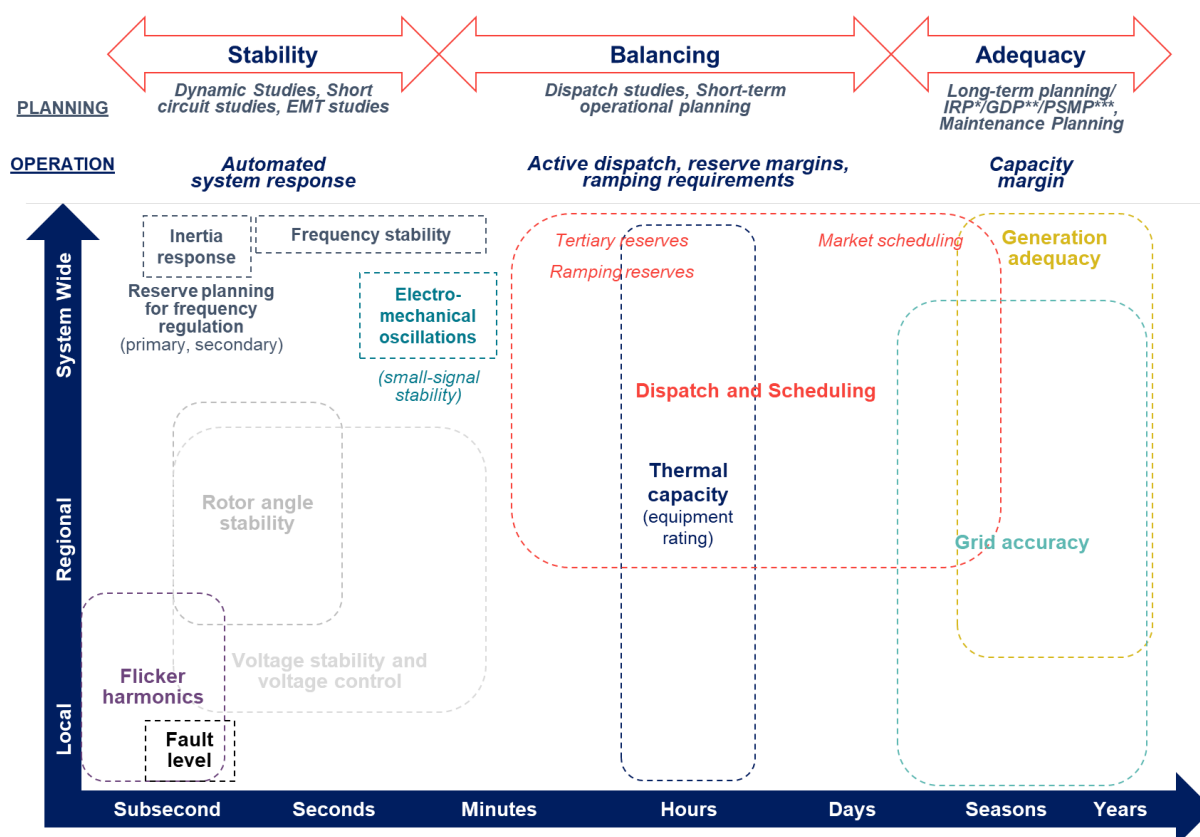 Stability
Balancing
Adequacy
PLANNING
Dynamic Studies, Short
circuit studies, EMT studies
Dispatch studies, Short-term
operational planning
Long-term planning/
IRP*/GDP**/PSMP***,
Maintenance Planning
OPERATION
Automated
system response
Active dispatch, reserve margins,
ramping requirements
Capacity
margin
System Wide
Regional
Local
Inertia
response
Frequency stability
Reserve planning
for frequency
regulation
(primary, secondary)
Electro-
mechanical
oscillations
(small-signal
stability)
Tertiary reserves
Ramping reserves
Market scheduling
Generation
adequacy
Dispatch and Scheduling
Thermal
capacity
(equipment
rating)
Grid accuracy
Rotor angle
stability
Voltage stability and
voltage control
Flicker
harmonics
Fault
level
Subsecond
Seconds
Minutes
Hours
Days
Seasons
Years